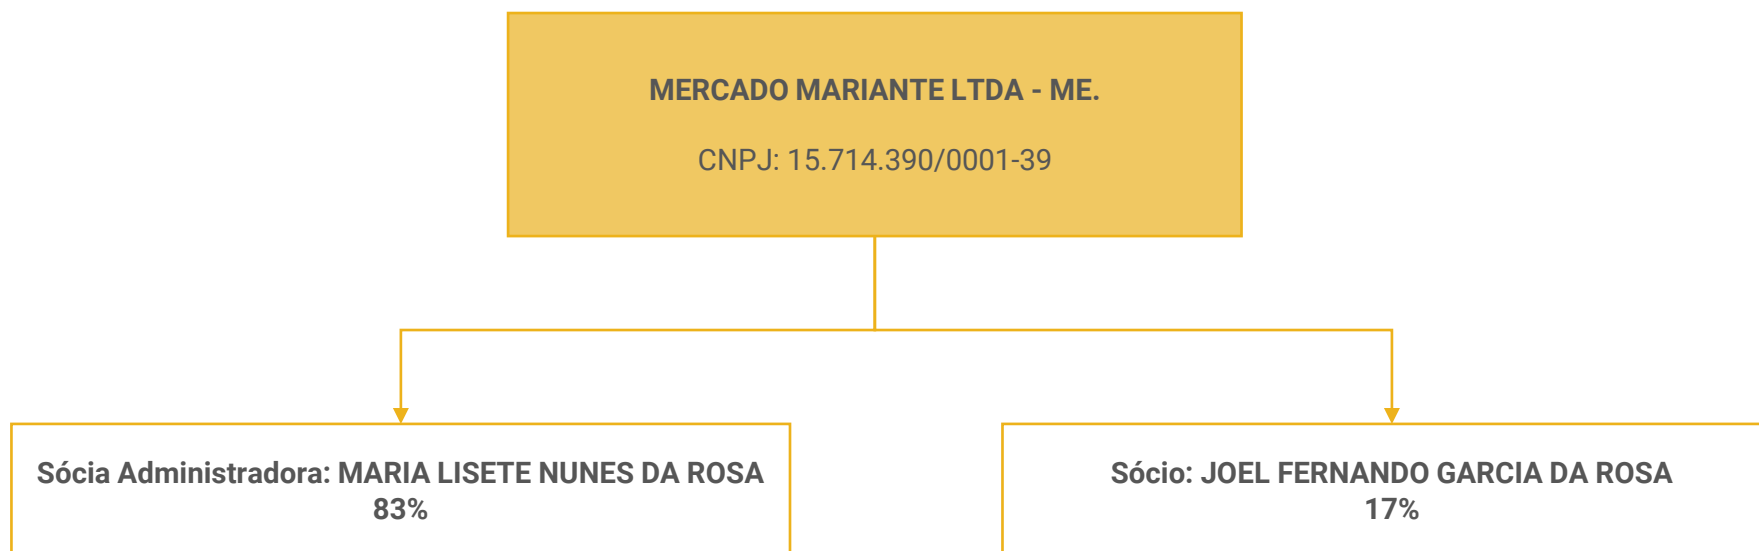 MERCADO MARIANTE LTDA - ME.
CNPJ: 15.714.390/0001-39
Sócia Administradora: MARIA LISETE NUNES DA ROSA
83%
Sócio: JOEL FERNANDO GARCIA DA ROSA
17%